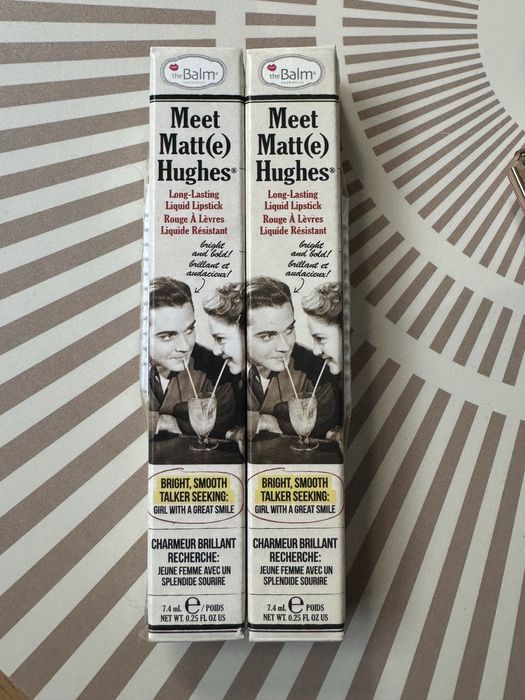 the Balm®
COSMETICS
Meet
Matt(e)
Hughes®
Long-Lasting
Liquid Lipstick
Rouge À Lèvres
Liquide Résistant
bright
and bold!
brillant et
audacieux!
BRIGHT, SMOOTH
TALKER SEEKING:
GIRL WITH A GREAT SMILE
CHARMEUR BRILLANT
RECHERCHE:
JEUNE FEMME AVEC UN
SPLENDIDE SOURIRE
7.4 mL e/POIDS
NET WT. 0.25 FL OZ US
the Balm®
COSMETICS
Meet
Matt(e)
Hughes®
Long-Lasting
Liquid Lipstick
Rouge À Lèvres
Liquide Résistant
bright
and bold!
brillant et
audacieux!
BRIGHT, SMOOTH
TALKER SEEKING:
GIRL WITH A GREAT SMILE
CHARMEUR BRILLANT
RECHERCHE:
JEUNE FEMME AVEC UN
SPLENDIDE SOURIRE
7.4 mL e/POIDS
NET WT. 0.25 FL OZ US